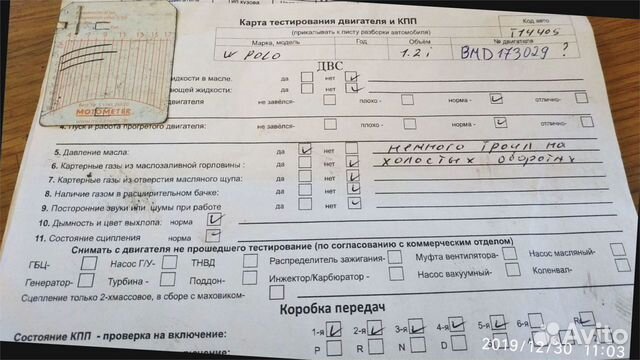 Карта тестирования двигателя и КПП
(прикалывать к листу разборки автомобиля)
Код авто
Т14405
Марка, модель Год Объём № двигателя
W POLO 1.2i BMD 173029 ?
ДВС
жидкости в масле. да нет
ающей жидкости: да нет
двигателя не завёлся- плохо - норма - отлично-
4. Пуск и работа прогретого двигателя. не завёлся- плохо- норма - отлично-
5. Давление масла: да нет немного троил на
6. Картерные газы из маслозаливной горловины : да нет холостых оборотах
7. Картерные газы из отверстия масляного щупа: да нет
8. Наличие газом в расширительном бачке: да нет
9. Посторонние звуки или шумы при работе да нет
10. Дымность и цвет выхлопа: норма
11. Состояние сцепления норма
Снимать с двигателя не прошедшего тестирование (по согласованию с коммерческим отделом)
ГБЦ- Насос Г/У- ТНВД Распределитель зажигания- Муфта вентилятора- Насос масляный-
Генератор- Турбина - Поддон- Инжектор/Карбюратор - Насос вакуумный- Коленвал-
Сцепление только 2-хмассовое, в сборе с маховиком-
Коробка передач
Состояние КПП - проверка на включение: 1-я 2-я 3-я 4-я 5-я 6-я R-
P R N D
MOTOMETER
Avito
2019/12/30 11:03